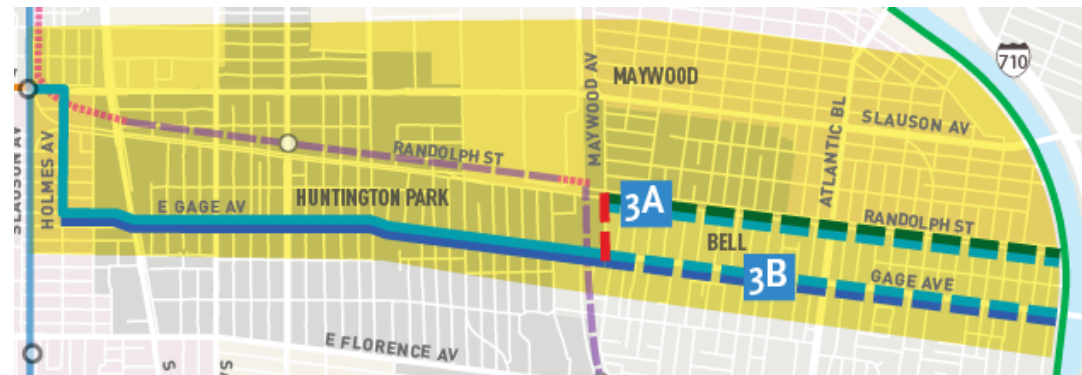 710
MAYWOOD
MAYWOOD AV
SLAUSON AV
ATLANTIC BL
RANDOLPH ST
SLAUSON AV
HOLMES AV
E GAGE AV
HUNTINGTON PARK
3A
RANDOLPH ST
BELL
3B
GAGE AVE
E FLORENCE AV
S